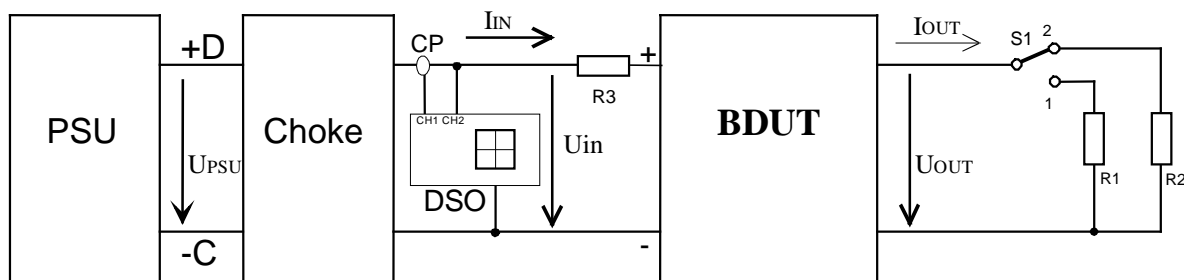 PSU
+D
UPSU
-C
Choke
CP
IIN
CH1 CH2
DSO
Uin
R3
+
-
BDUT
IOUT
UOUT
S1
2
1
R1
R2